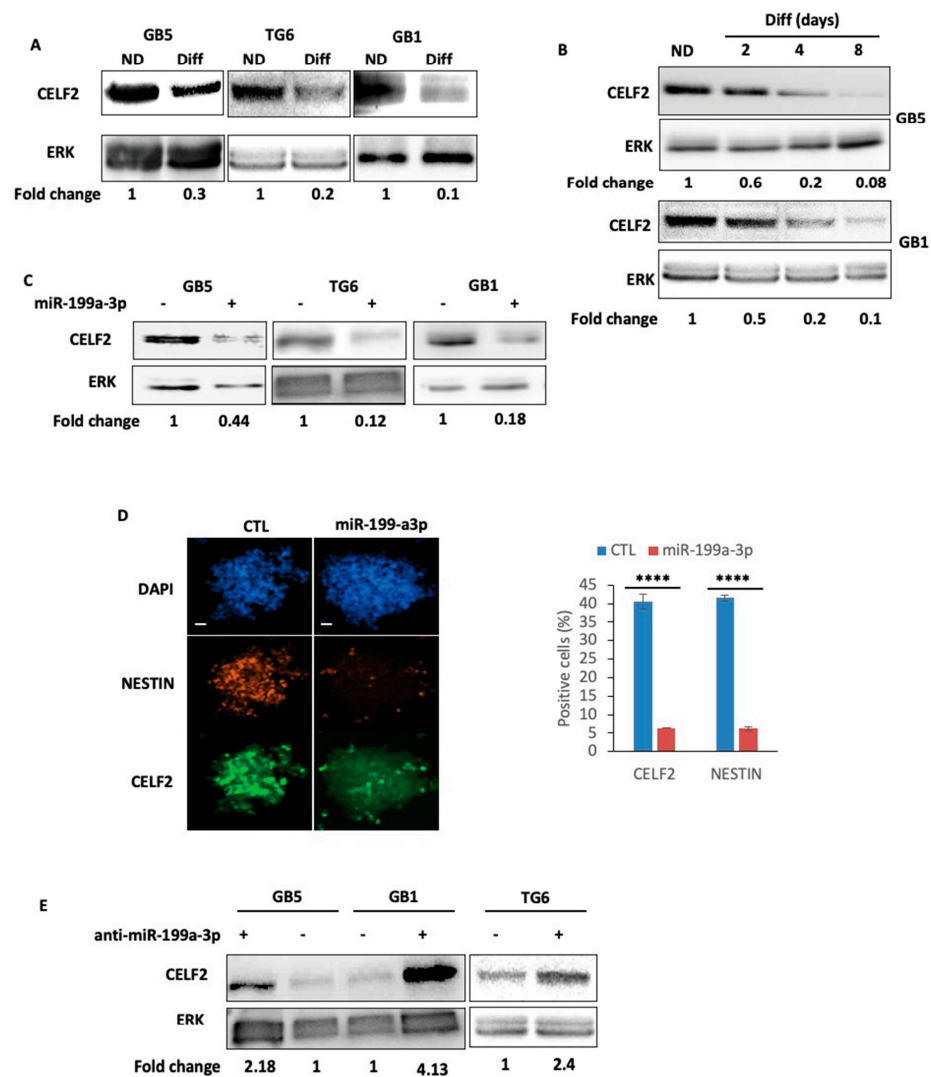 A
GB5 TG6 GB1
ND Diff ND Diff ND Diff
CELF2
ERK
Fold change 1 0.3 1 0.2 1 0.1
B
Diff (days)
ND 2 4 8
CELF2
GB5
ERK
Fold change 1 0.6 0.2 0.08
CELF2
GB1
ERK
Fold change 1 0.5 0.2 0.1
C
GB5 TG6 GB1
miR-199a-3p - + - + - +
CELF2
ERK
Fold change 1 0.44 1 0.12 1 0.18
D
CTL miR-199-a3p
DAPI
NESTIN
CELF2
CTL miR-199a-3p
**** ****
Positive cells (%)
45
40
35
30
25
20
15
10
5
0
CELF2 NESTIN
E
GB5 GB1 TG6
anti-miR-199a-3p + - - + - +
CELF2
ERK
Fold change 2.18 1 1 4.13 1 2.4